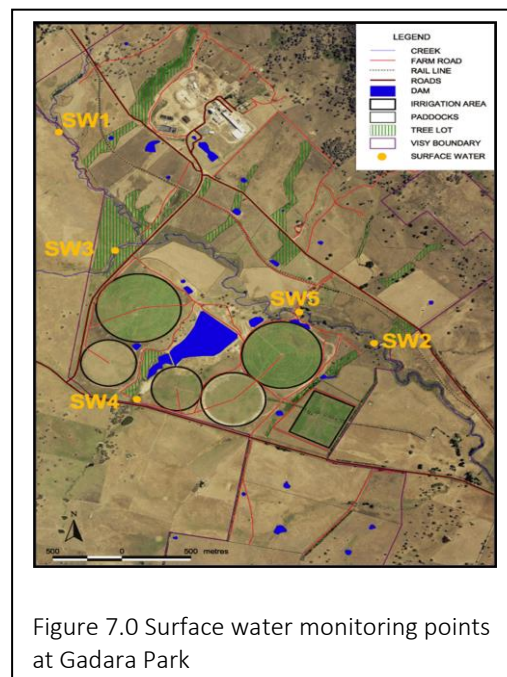 LEGEND
CREEK
FARM ROAD
RAIL LINE
ROADS
DAM
IRRIGATION AREA
PADDOCKS
TREE LOT
VISY BOUNDARY
SURFACE WATER
SW1
SW3
SW5
SW2
SW4
N
500 0 500 metres
Figure 7.0 Surface water monitoring points
at Gadara Park